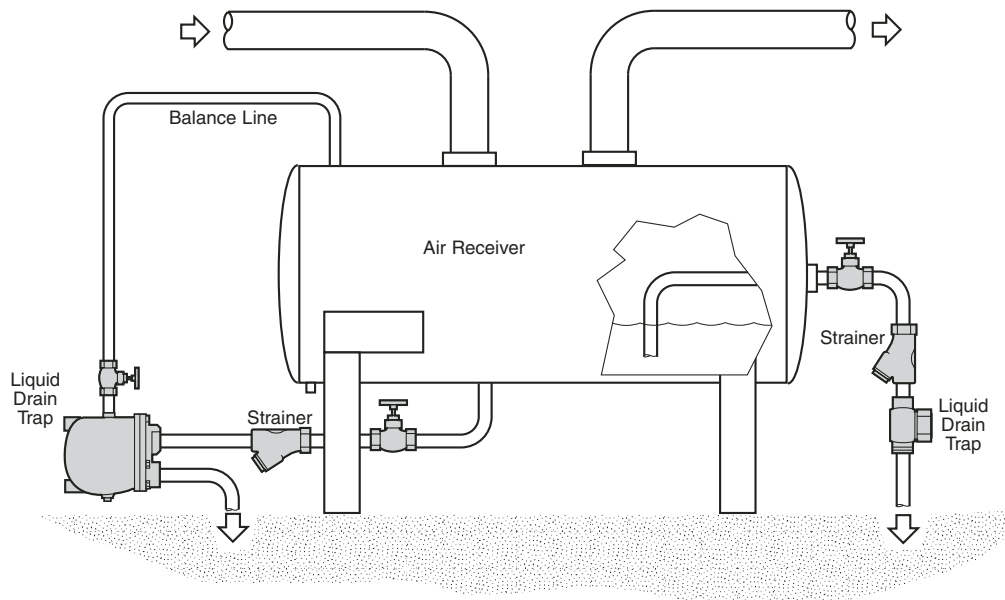 Balance Line
Air Receiver
Strainer
Liquid
Drain
Trap
Strainer
Liquid
Drain
Trap